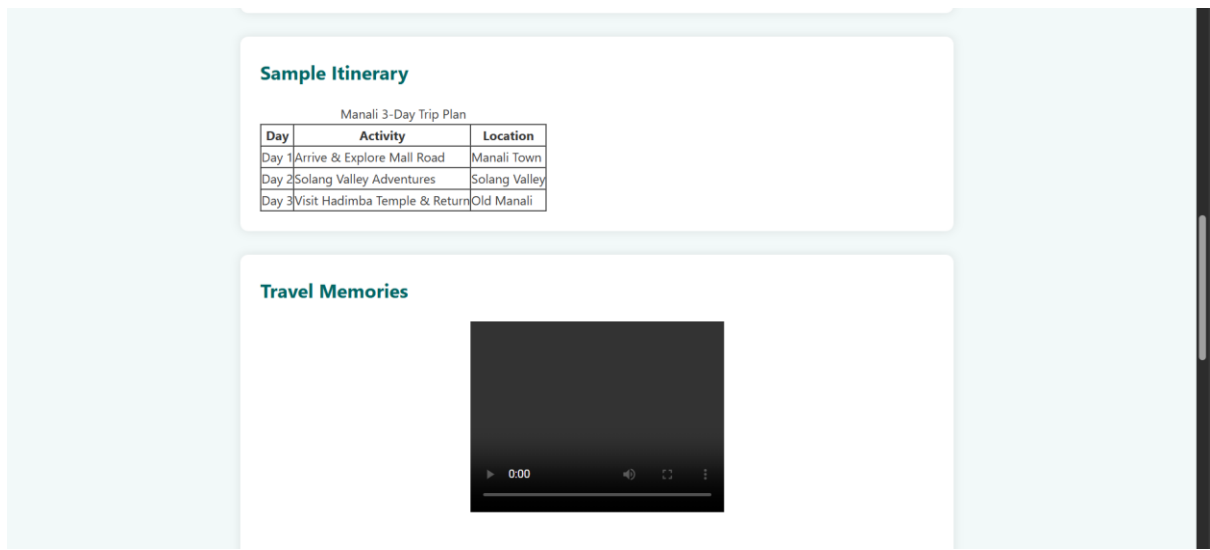 Sample Itinerary
Manali 3-Day Trip Plan
Day Activity Location
Day 1 Arrive & Explore Mall Road Manali Town
Day 2 Solang Valley Adventures Solang Valley
Day 3 Visit Hadimba Temple & Return Old Manali
Travel Memories
0:00